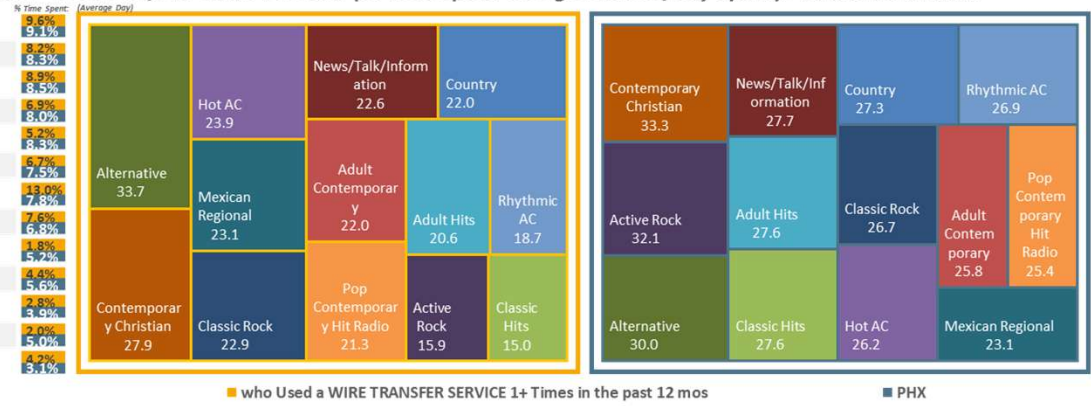 % Time Spent: (Average Day)
9.6%
9.1%
8.2%
8.3%
8.9%
8.5%
6.9%
8.0%
5.2%
8.3%
6.7%
7.5%
13.0%
7.8%
7.6%
6.8%
1.8%
5.2%
4.4%
5.6%
2.8%
3.9%
2.0%
5.0%
4.2%
3.1%
Alternative
33.7
Contemporar
y Christian
27.9
Hot AC
23.9
Mexican
Regional
23.1
Classic Rock
22.9
News/Talk/Inform
ation
22.6
Country
22.0
Adult
Contemporar
y
22.0
Adult Hits
20.6
Rhythmic
AC
18.7
Pop
Contemporar
y Hit Radio
21.3
Active
Rock
15.9
Classic
Hits
15.0
Contemporary
Christian
33.3
Active Rock
32.1
Alternative
30.0
News/Talk/Inf
ormation
27.7
Adult Hits
27.6
Classic Hits
27.6
Country
27.3
Rhythmic AC
26.9
Classic Rock
26.7
Hot AC
26.2
Adult
Contem
porary
25.8
Pop
Contem
porary
Hit
Radio
25.4
Mexican Regional
23.1
who Used a WIRE TRANSFER SERVICE 1+ Times in the past 12 mos
PHX